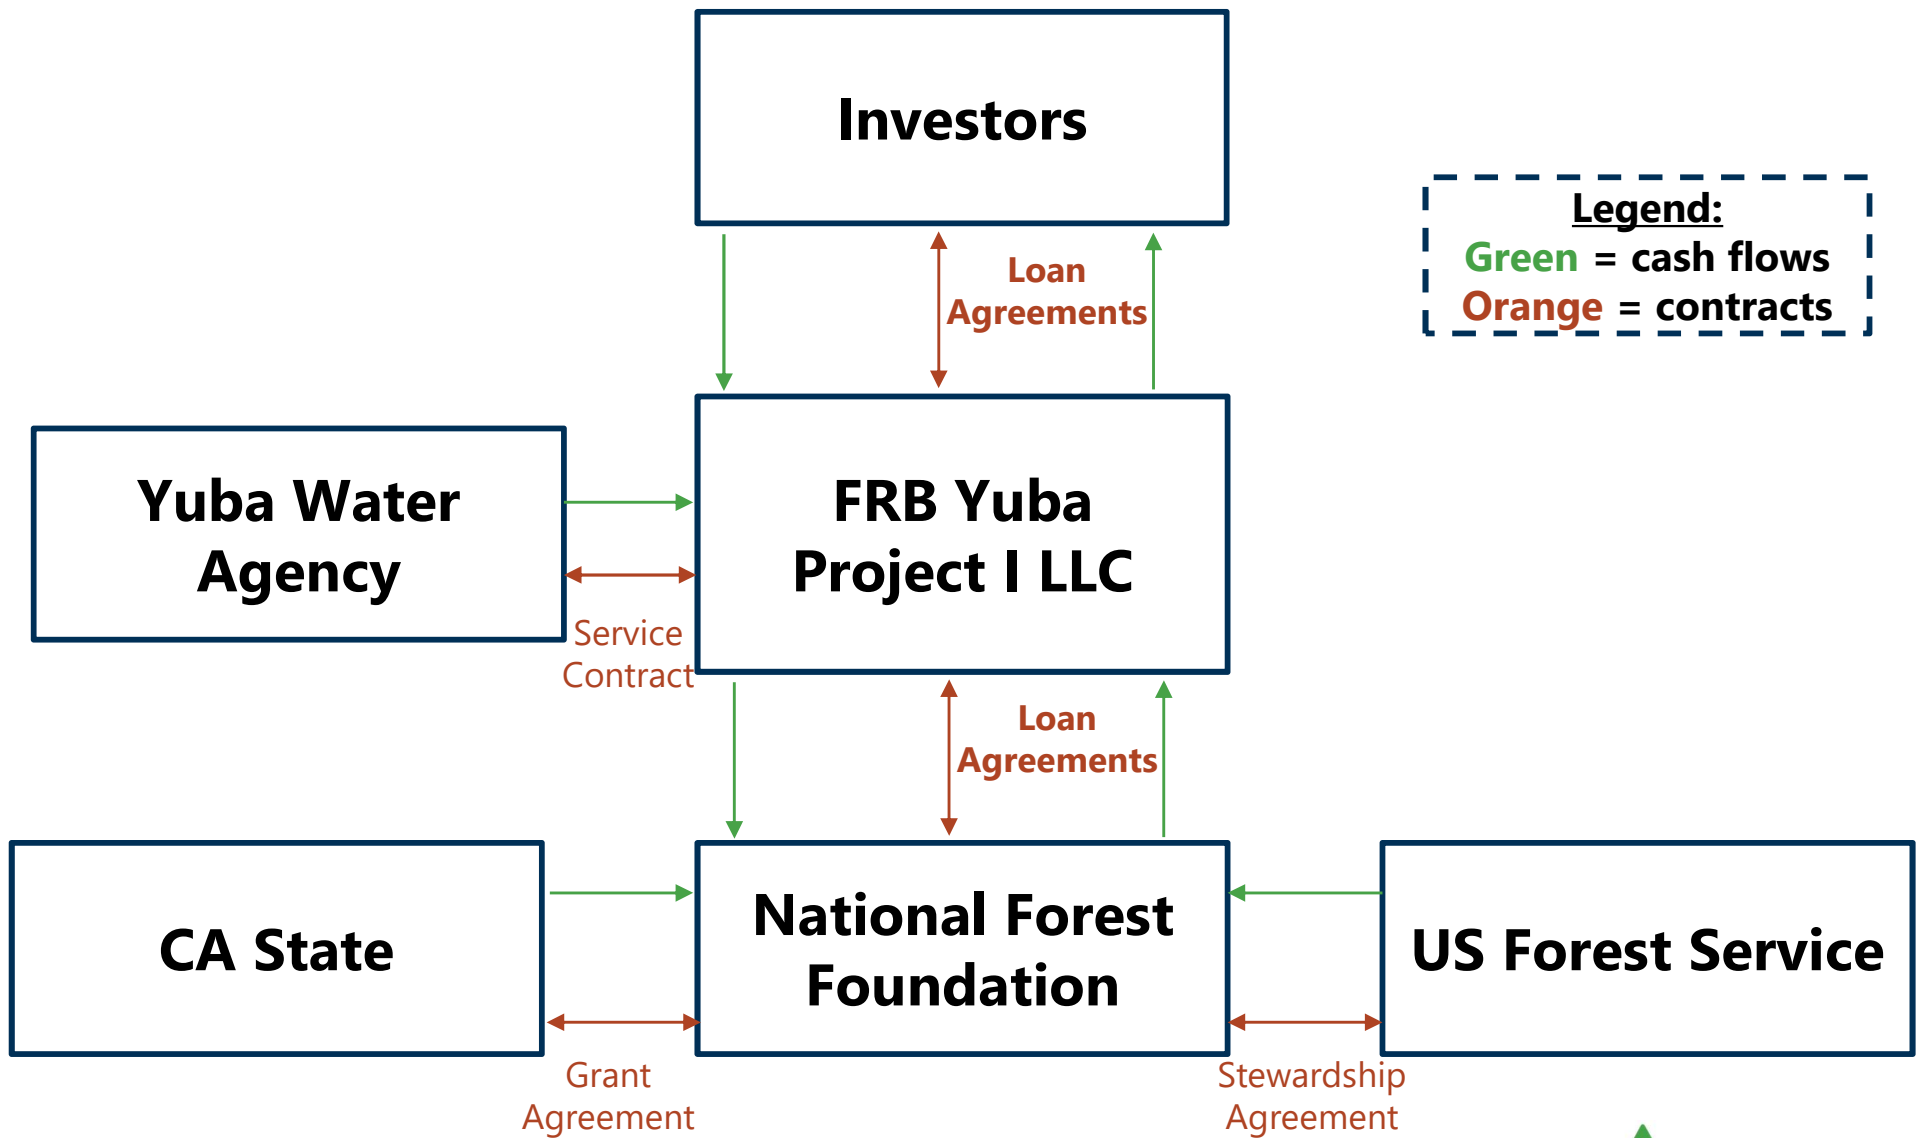 Investors
Legend:
Green = cash flows
Orange = contracts
Loan
Agreements
Yuba Water
Agency
FRB Yuba
Project I LLC
Service
Contract
Loan
Agreements
CA State
National Forest
Foundation
US Forest Service
Grant
Agreement
Stewardship
Agreement